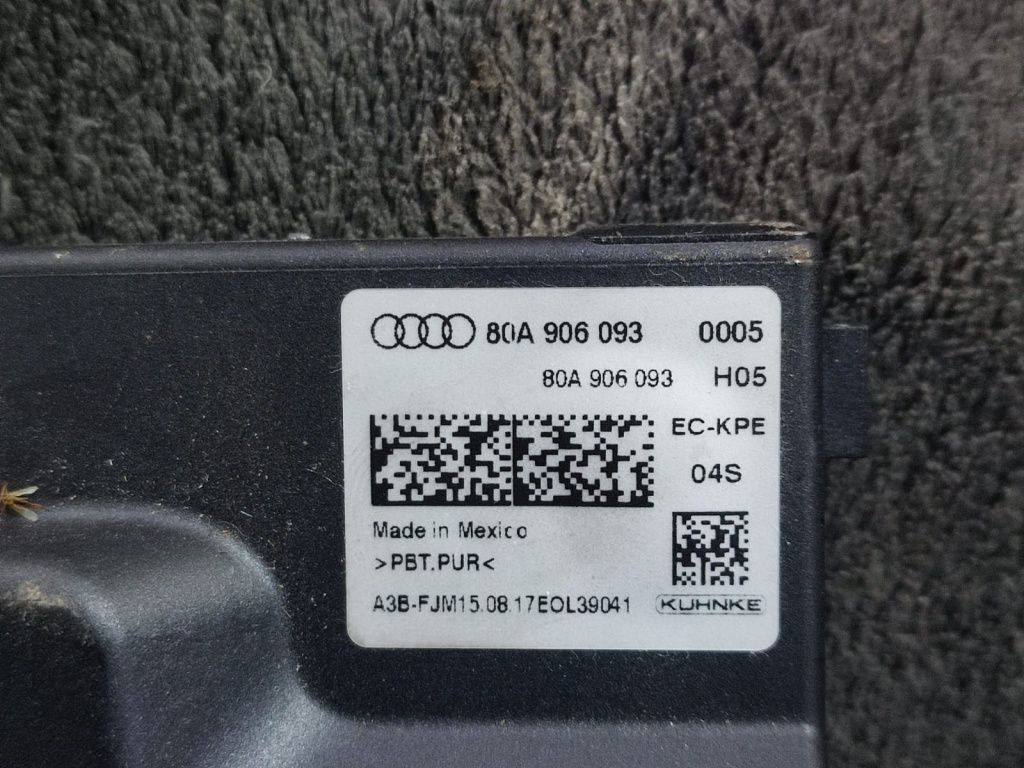 80A 906 093 0005
80A 906 093 H05
EC-KPE
04S
Made in Mexico
>PBT.PUR<
A3B-FJM15.08.17EOL39041 KUHNKE